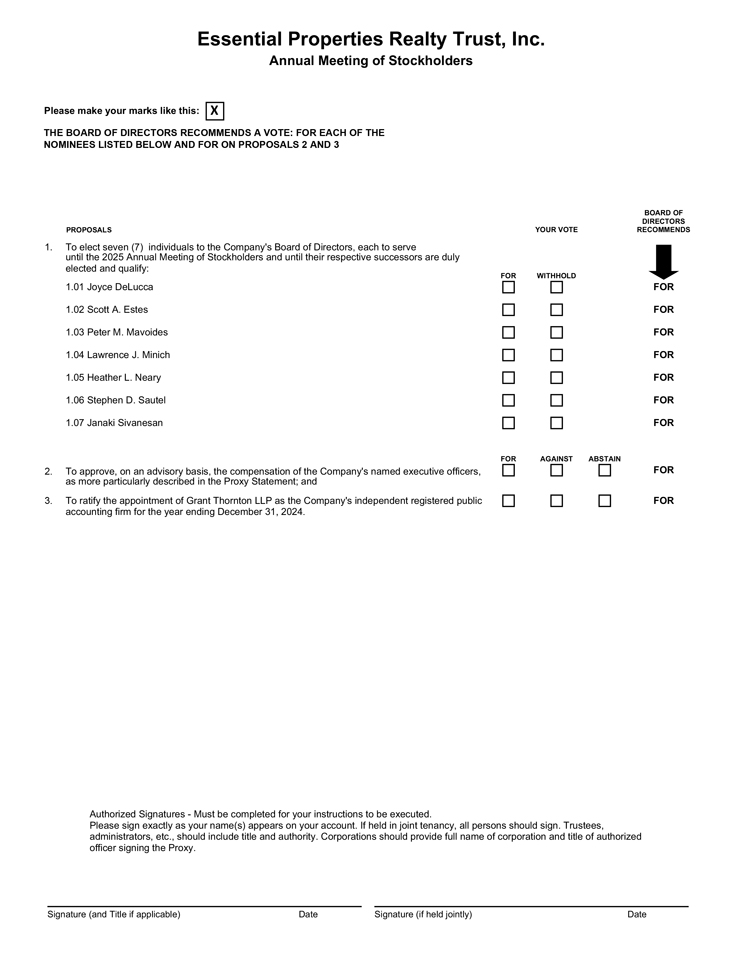 Essential Properties Realty Trust, Inc.
Annual Meeting of Stockholders
Please make your marks like this: X
THE BOARD OF DIRECTORS RECOMMENDS A VOTE: FOR EACH OF THE
NOMINEES LISTED BELOW AND FOR ON PROPOSALS 2 AND 3
BOARD OF
DIRECTORS
PROPOSALS YOUR VOTE RECOMMENDS
1. To elect seven (7) individuals to the Company's Board of Directors, each to serve
until the 2025 Annual Meeting of Stockholders and until their respective successors are duly
elected and qualify:
FOR WITHHOLD
1.01 Joyce DeLucca FOR
1.02 Scott A. Estes FOR
1.03 Peter M. Mavoides FOR
1.04 Lawrence J. Minich FOR
1.05 Heather L. Neary FOR
1.06 Stephen D. Sautel FOR
1.07 Janaki Sivanesan FOR
FOR AGAINST ABSTAIN
2. To approve, on an advisory basis, the compensation of the Company's named executive officers, FOR
as more particularly described in the Proxy Statement; and
3. To ratify the appointment of Grant Thornton LLP as the Company's independent registered public FOR
accounting firm for the year ending December 31, 2024.
Authorized Signatures - Must be completed for your instructions to be executed.
Please sign exactly as your name(s) appears on your account. If held in joint tenancy, all persons should sign. Trustees,
administrators, etc., should include title and authority. Corporations should provide full name of corporation and title of authorized
officer signing the Proxy.
Signature (and Title if applicable) Date Signature (if held jointly) Date